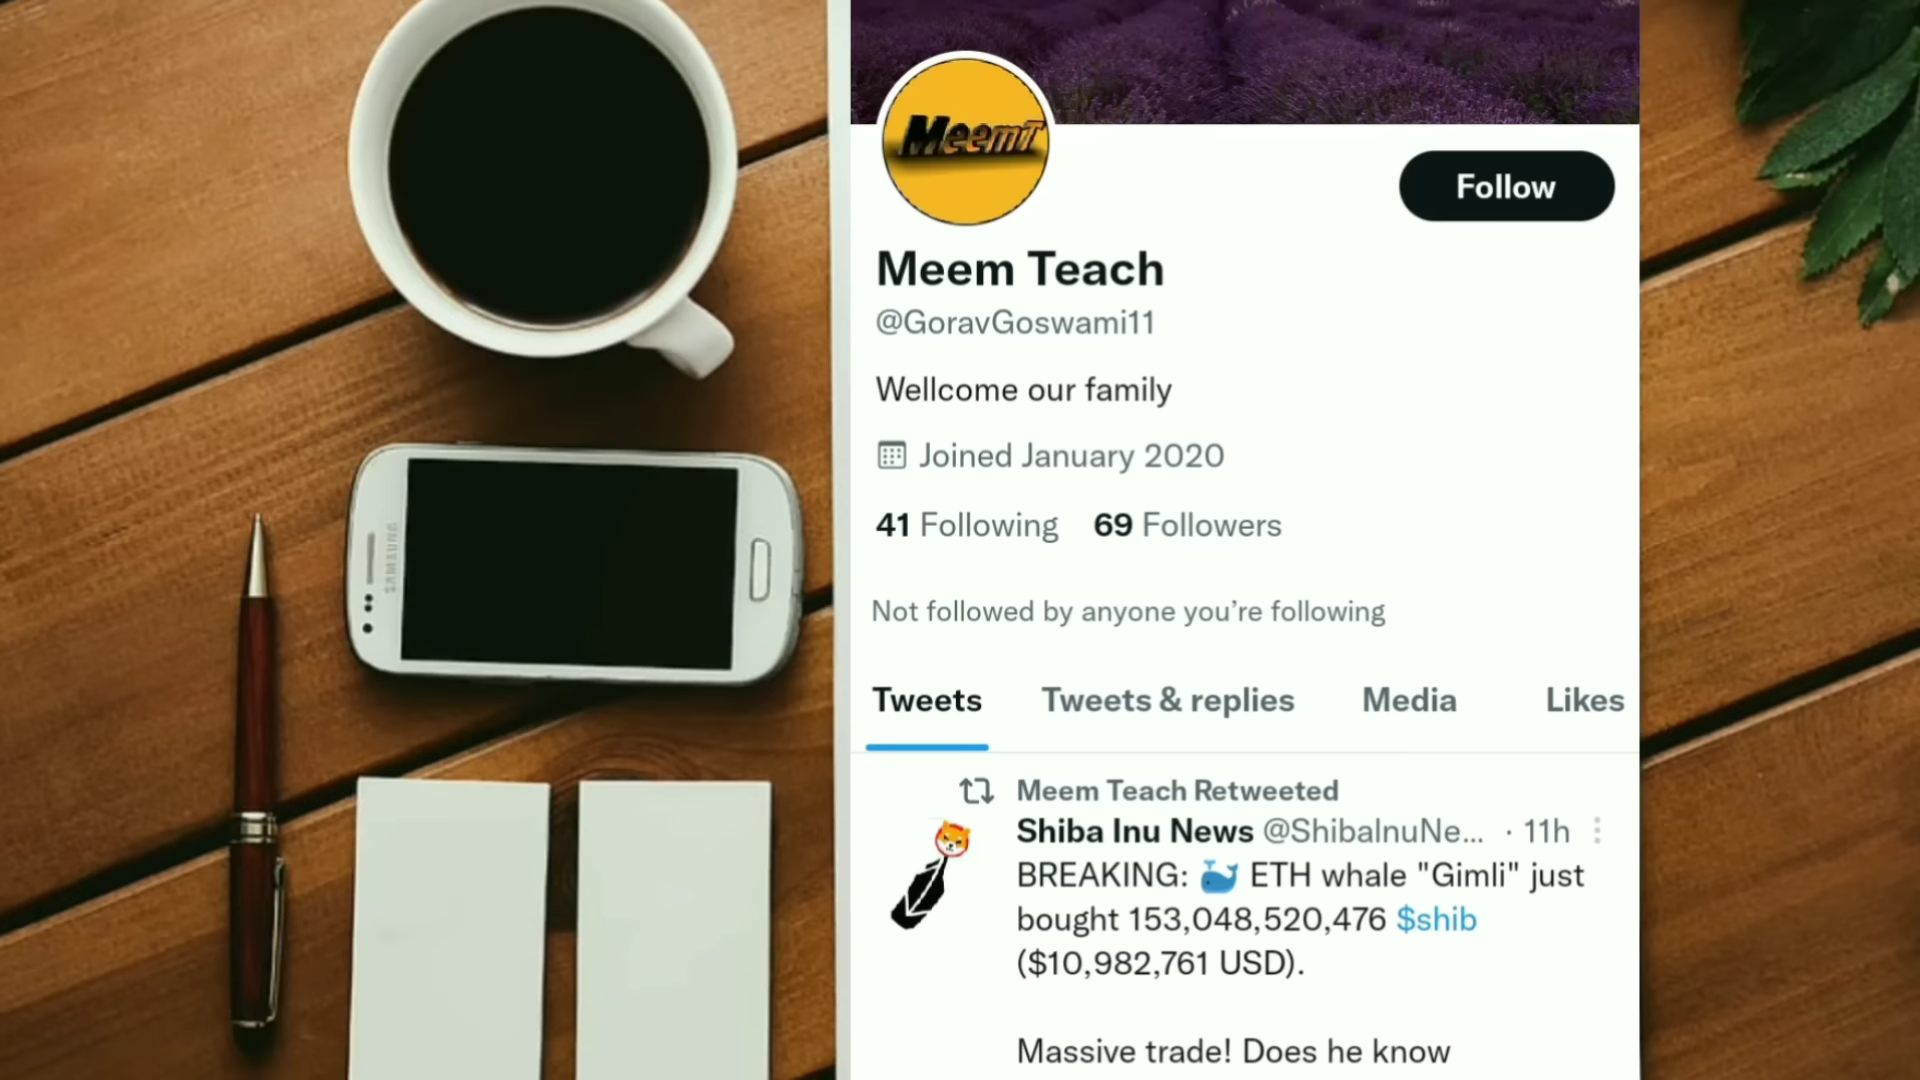 MeemT
Follow
Meem Teach
@GoravGoswami11
Wellcome our family
Joined January 2020
41 Following 69 Followers
Not followed by anyone you’re following
Tweets Tweets & replies Media Likes
Meem Teach Retweeted
Shiba Inu News @ShibaInuNe... · 11h
BREAKING: 🐳 ETH whale "Gimli" just
bought 153,048,520,476 $shib
($10,982,761 USD).
Massive trade! Does he know
SAMSUNG